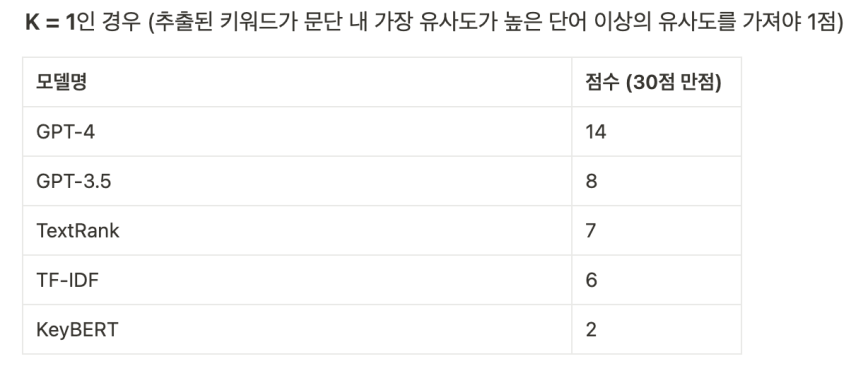 K = 1인 경우 (추출된 키워드가 문단 내 가장 유사도가 높은 단어 이상의 유사도를 가져야 1점)
모델명 점수 (30점 만점)
GPT-4 14
GPT-3.5 8
TextRank 7
TF-IDF 6
KeyBERT 2